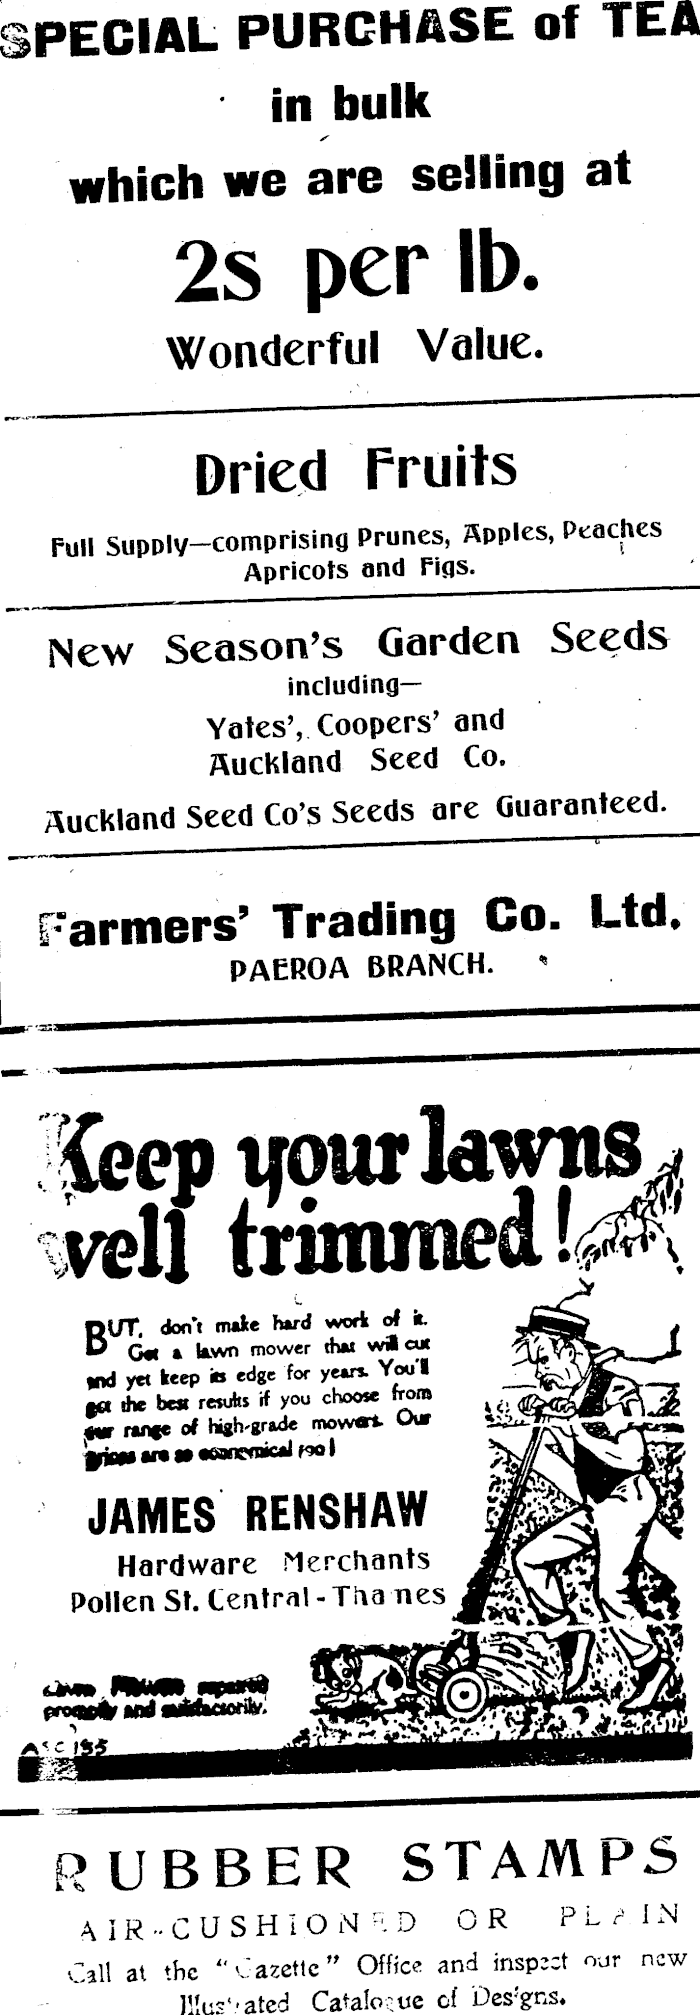 SPECIAL PURCHASE of TEA
in bulk
which we are selling at
2s per lb.
Wonderful Value.
Dried Fruits
Full Supply—comprising Prunes, Apples, Peaches
Apricots and Figs.
New Season's Garden Seeds
including—
Yates', Coopers' and
Auckland Seed Co.
Auckland Seed Co's Seeds are Guaranteed.
Farmers' Trading Co. Ltd.
PAEROA BRANCH.
Keep your lawns
well trimmed!
BUT, don't make hard work of it.
Get a lawn mower that will cut
and yet keep its edge for years. You'll
get the best results if you choose from
our range of high-grade mowers. Our
prices are so economical too!
JAMES RENSHAW
Hardware Merchants
Pollen St. Central - Thames
Lawn Mowers repaired
promptly and satisfactorily.
ASC 155
RUBBER STAMPS
AIR-CUSHIONED OR PLAIN
Call at the "Gazette" Office and inspect our new
Illustrated Catalogue of Designs.